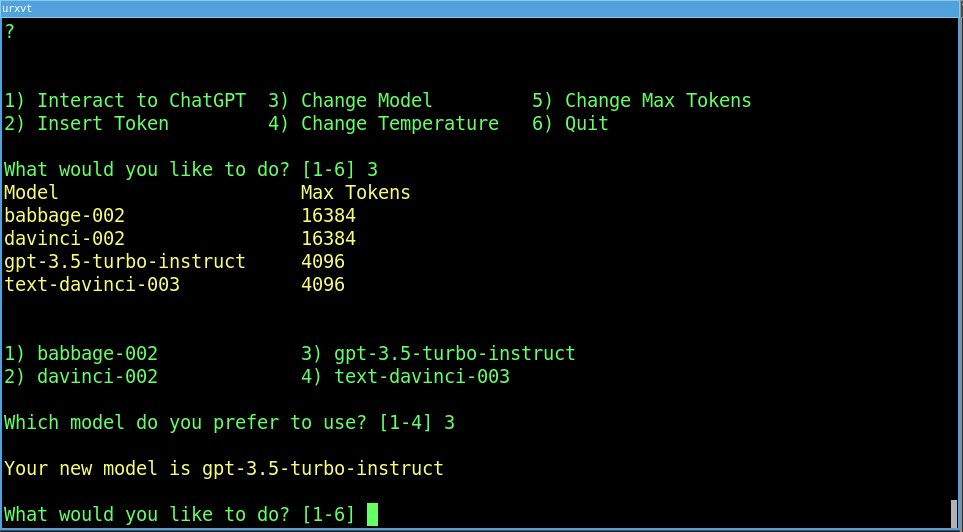 urxvt
?
1) Interact to ChatGPT  3) Change Model         5) Change Max Tokens
2) Insert Token         4) Change Temperature   6) Quit
What would you like to do? [1-6] 3
Model                      Max Tokens
babbage-002                16384
davinci-002                16384
gpt-3.5-turbo-instruct     4096
text-davinci-003           4096
1) babbage-002             3) gpt-3.5-turbo-instruct
2) davinci-002             4) text-davinci-003
Which model do you prefer to use? [1-4] 3
Your new model is gpt-3.5-turbo-instruct
What would you like to do? [1-6]